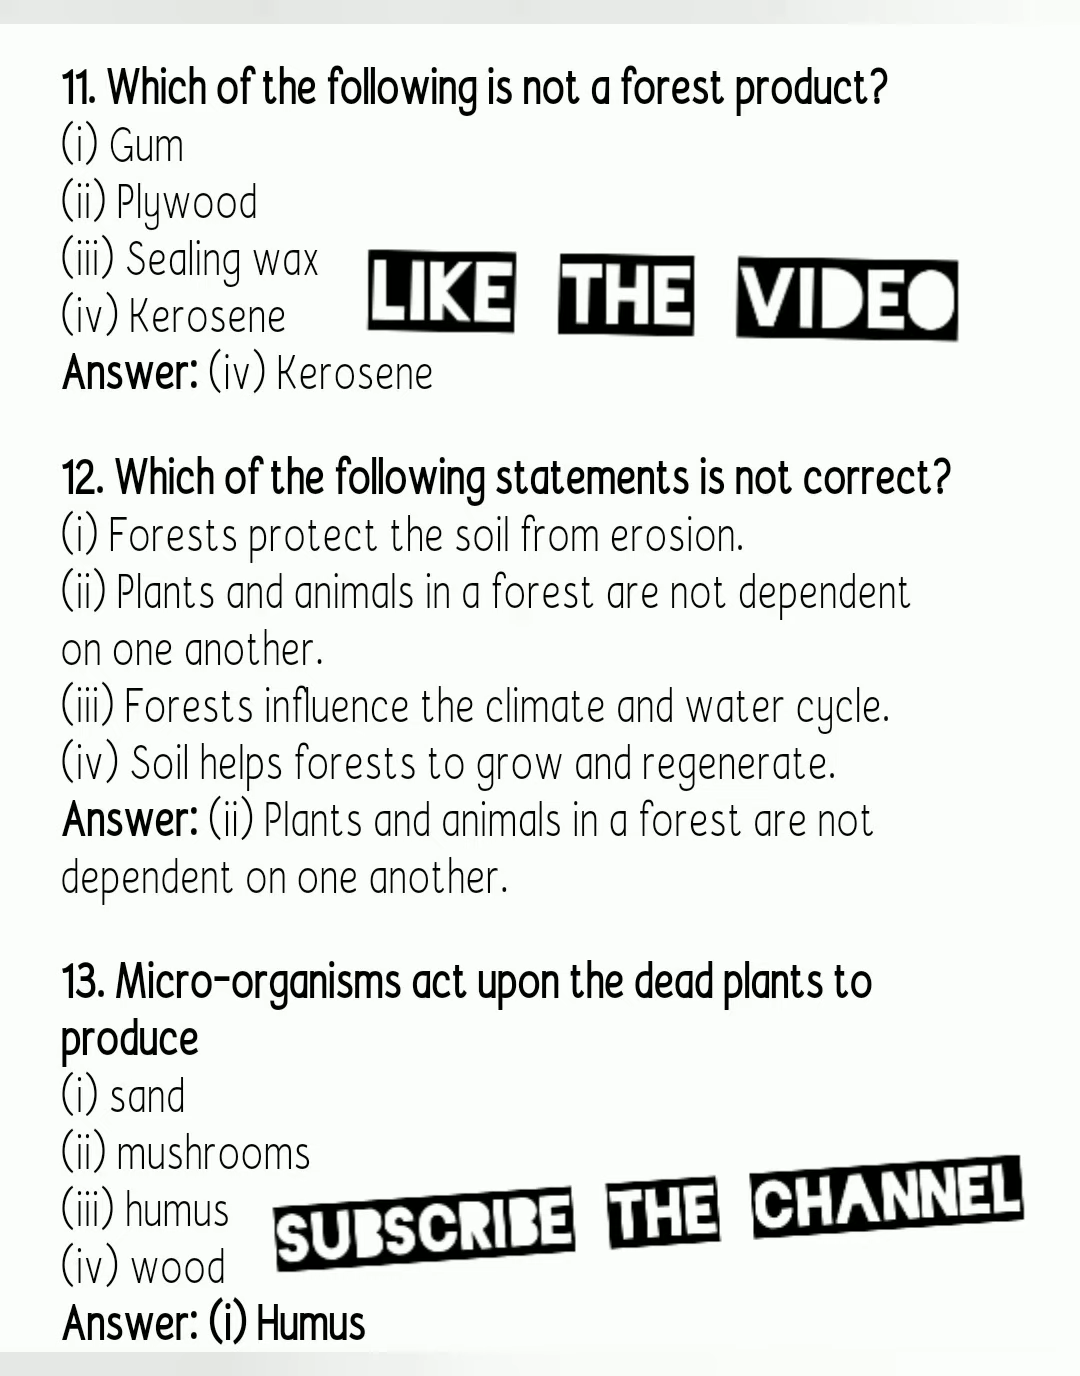 11. Which of the following is not a forest product?
(i) Gum
(ii) Plywood
(iii) Sealing wax
(iv) Kerosene
LIKE THE VIDEO
Answer: (iv) Kerosene
12. Which of the following statements is not correct?
(i) Forests protect the soil from erosion.
(ii) Plants and animals in a forest are not dependent
on one another.
(iii) Forests influence the climate and water cycle.
(iv) Soil helps forests to grow and regenerate.
Answer: (ii) Plants and animals in a forest are not
dependent on one another.
13. Micro-organisms act upon the dead plants to
produce
(i) sand
(ii) mushrooms
(iii) humus
(iv) wood
SUBSCRIBE THE CHANNEL
Answer: (i) Humus